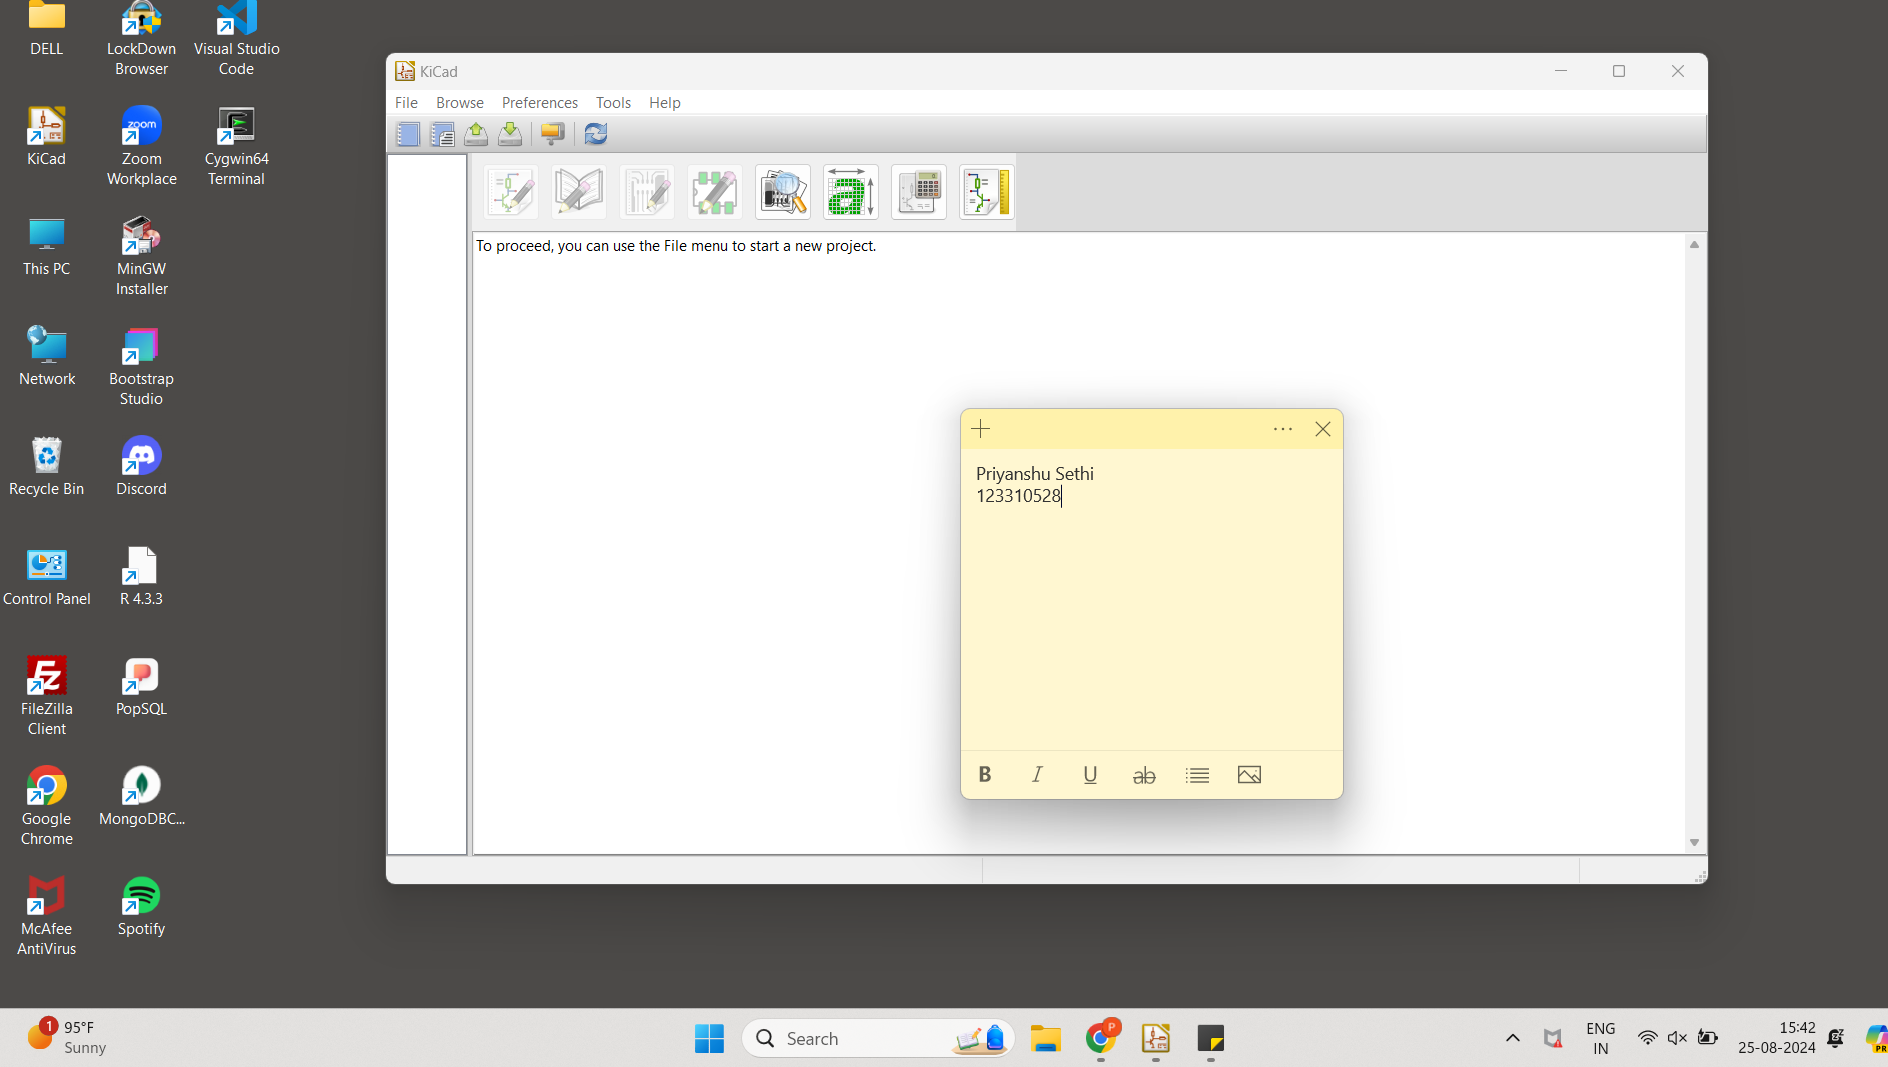 DELL
LockDown
Browser
Visual Studio
Code
KiCad
Zoom
Workplace
Cygwin64
Terminal
This PC
MinGW
Installer
Network
Bootstrap
Studio
Recycle Bin
Discord
Control Panel
R 4.3.3
FileZilla
Client
PopSQL
Google
Chrome
MongoDBC...
McAfee
AntiVirus
Spotify
zoom
KiCad
File Browse Preferences Tools Help
To proceed, you can use the File menu to start a new project.
Priyanshu Sethi
123310528
B I U ab
1
95°F
Sunny
Search
P
ENG
IN
15:42
25-08-2024
PR